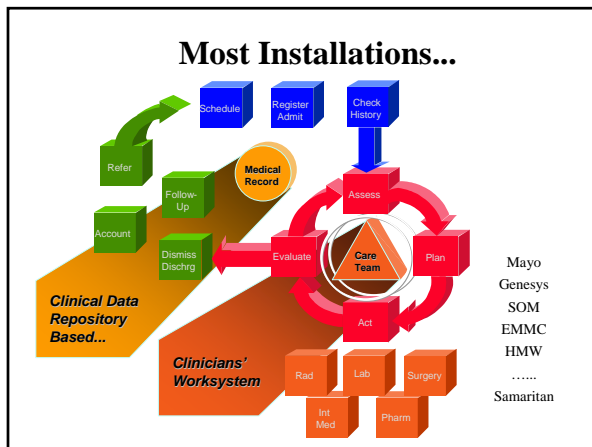 Most Installations...
Schedule
Register
Admit
Check
History
Refer
Medical
Record
Follow-
Up
Assess
Account
Dismiss
Dischrg
Evaluate
Care
Team
Plan
Act
Clinical Data
Repository
Based...
Clinicians'
Worksystem
Rad
Lab
Surgery
Int
Med
Pharm
Mayo
Genesys
SOM
EMMC
HMW
…...
Samaritan